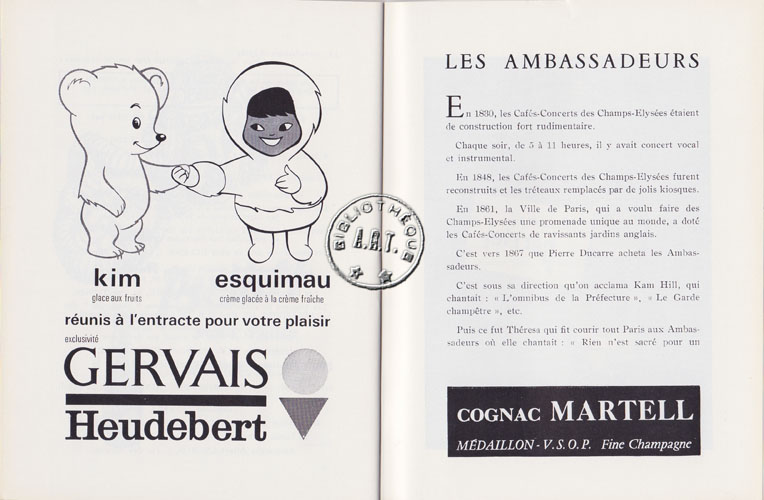 kim
glace aux fruits
esquimau
crème glacée à la crème fraîche
réunis à l'entracte pour votre plaisir
exclusivité
GERVAIS
Heudebert
BIBLIOTHÈQUE
A.R.T.
LES AMBASSADEURS
En 1830, les Cafés-Concerts des Champs-Elysées étaient
de construction fort rudimentaire.
Chaque soir, de 5 à 11 heures, il y avait concert vocal
et instrumental.
En 1848, les Cafés-Concerts des Champs-Elysées furent
reconstruits et les tréteaux remplacés par de jolis kiosques.
En 1861, la Ville de Paris, qui a voulu faire des
Champs-Elysées une promenade unique au monde, a doté
les Cafés-Concerts de ravissants jardins anglais.
C'est vers 1867 que Pierre Ducarre acheta les Ambas-
sadeurs.
C'est sous sa direction qu'on acclama Kam Hill, qui
chantait : « L'omnibus de la Préfecture », « Le Garde
champêtre », etc.
Puis ce fut Thérésa qui fit courir tout Paris aux Ambas-
sadeurs où elle chantait : « Rien n'est sacré pour un
COGNAC MARTELL
MÉDAILLON - V.S.O.P. Fine Champagne